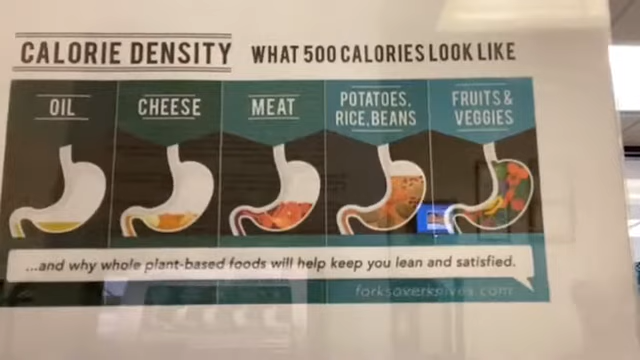 CALORIE DENSITY WHAT 500 CALORIES LOOK LIKE
OIL
CHEESE
MEAT
POTATOES,
RICE, BEANS
FRUITS &
VEGGIES
...and why whole plant-based foods will help keep you lean and satisfied.
forksoverknives.com